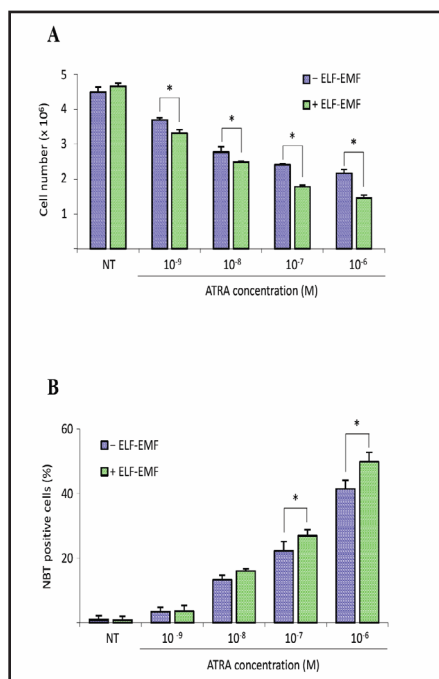 A
− ELF-EMF
+ ELF-EMF
Cell number (x 10⁶)
5
4
3
2
1
*
*
*
*
NT
10⁻⁹
10⁻⁸
10⁻⁷
10⁻⁶
ATRA concentration (M)
B
− ELF-EMF
+ ELF-EMF
NBT positive cells (%)
60
40
20
*
*
NT
10⁻⁹
10⁻⁸
10⁻⁷
10⁻⁶
ATRA concentration (M)